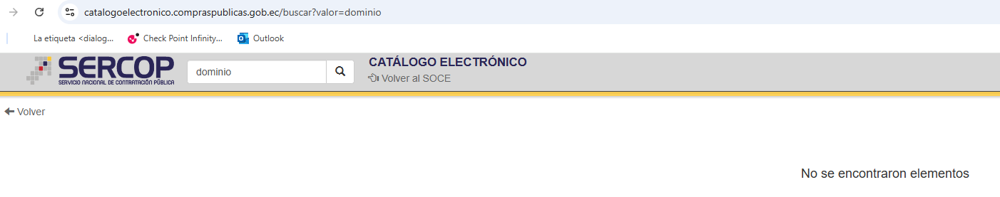 catalogoelectronico.compraspublicas.gob.ec/buscar?valor=dominio
La etiqueta <dialog... Check Point Infinity... Outlook
SERCOP
SERVICIO NACIONAL DE CONTRATACIÓN PÚBLICA
dominio
CATÁLOGO ELECTRÓNICO
Volver al SOCE
Volver
No se encontraron elementos